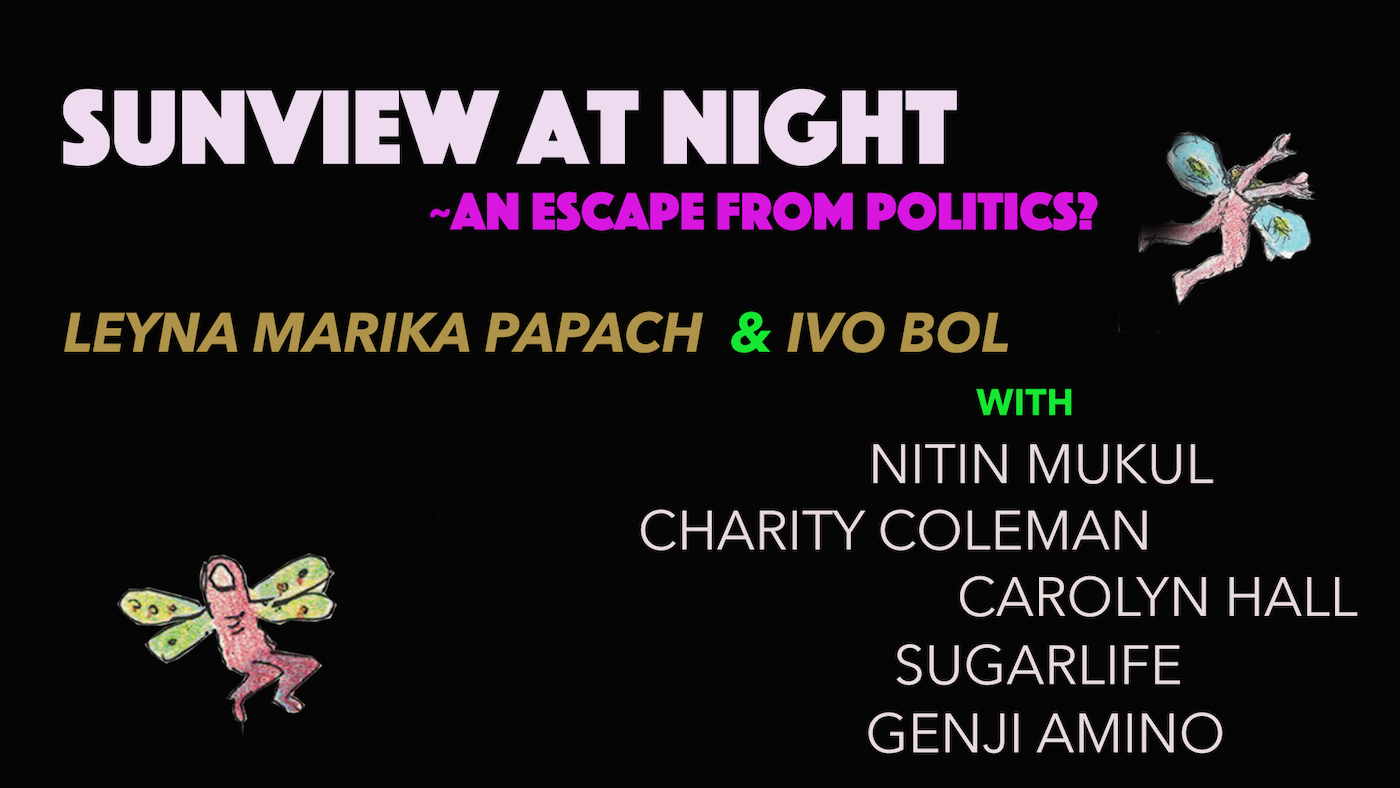 SUNVIEW AT NIGHT
~AN ESCAPE FROM POLITICS?
LEYNA MARIKA PAPACH & IVO BOL
WITH
NITIN MUKUL
CHARITY COLEMAN
CAROLYN HALL
SUGARLIFE
GENJI AMINO